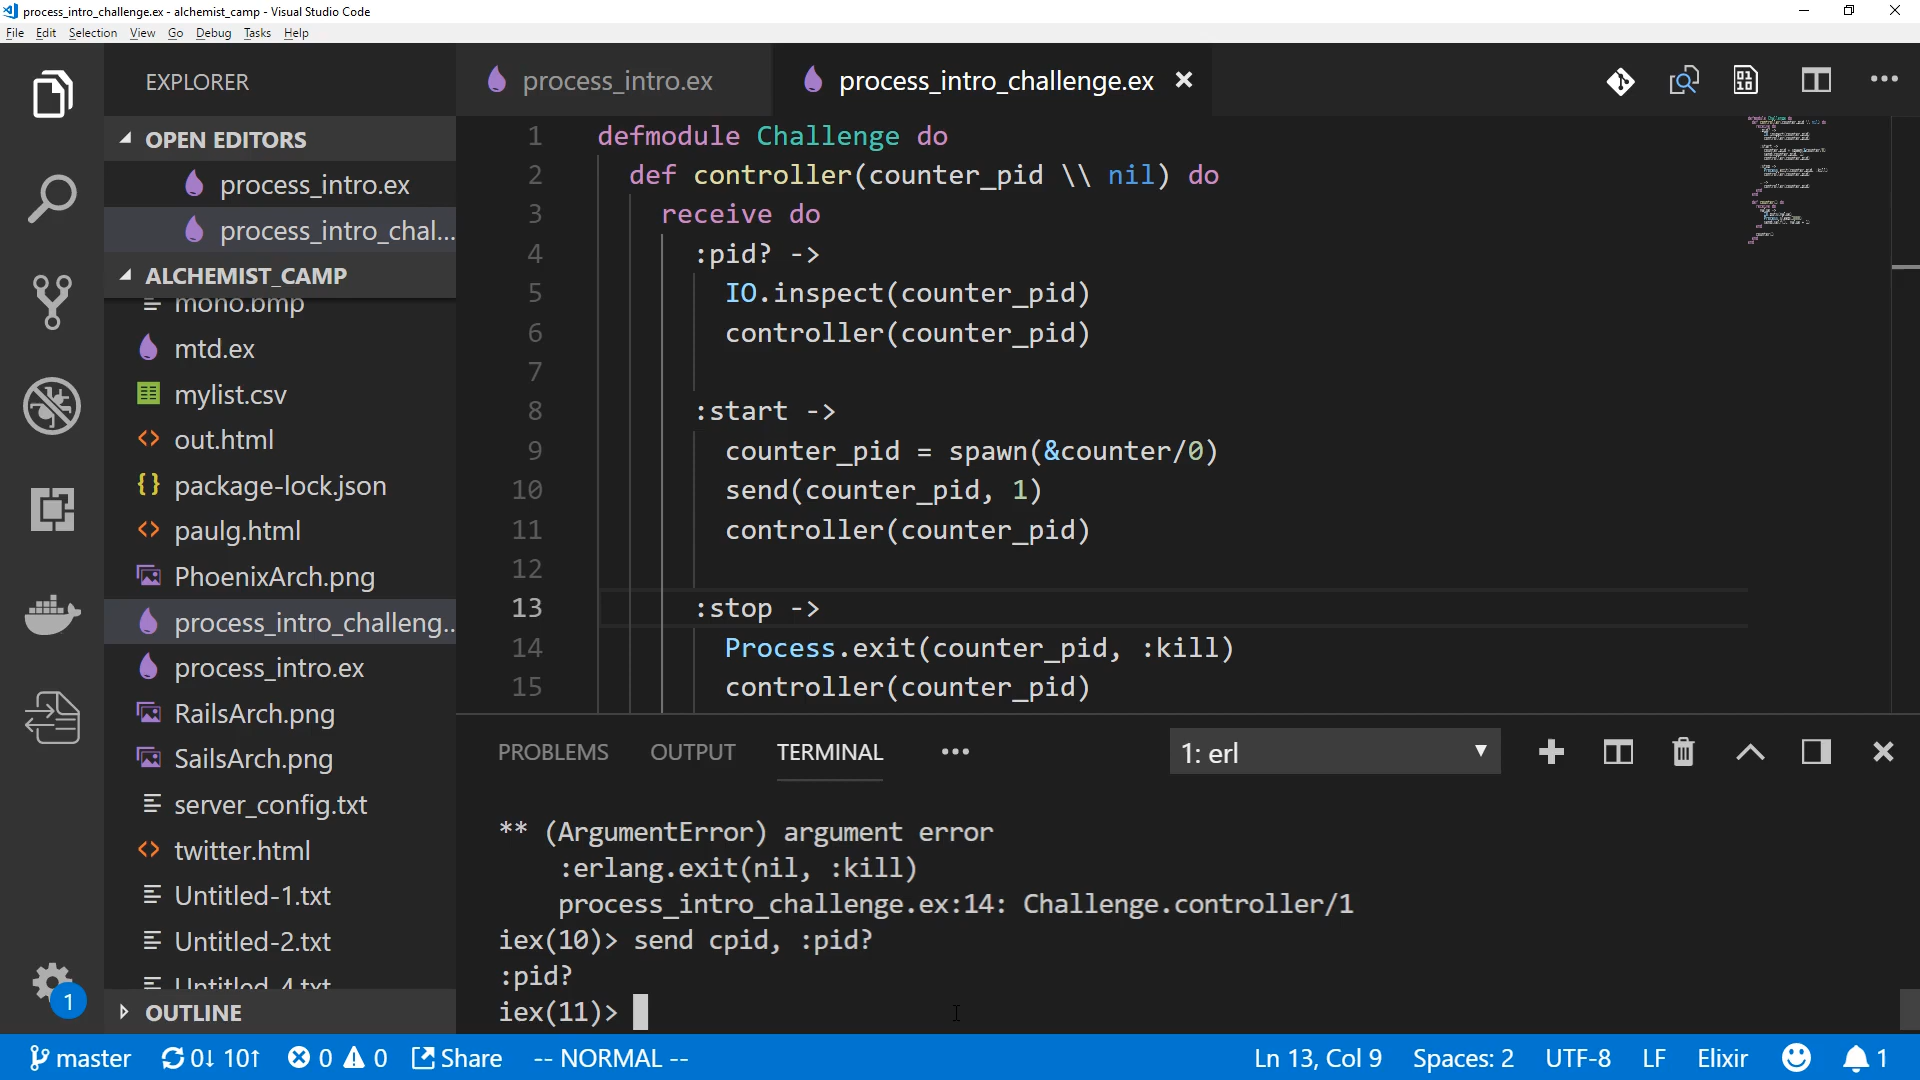 process_intro_challenge.ex - alchemist_camp - Visual Studio Code
File Edit Selection View Go Debug Tasks Help
EXPLORER
OPEN EDITORS
process_intro.ex
process_intro_chal...
ALCHEMIST_CAMP
mono.bmp
mtd.ex
mylist.csv
out.html
package-lock.json
paulg.html
PhoenixArch.png
process_intro_challeng...
process_intro.ex
RailsArch.png
SailsArch.png
server_config.txt
twitter.html
Untitled-1.txt
Untitled-2.txt
Untitled-4.txt
OUTLINE
process_intro.ex process_intro_challenge.ex
1 defmodule Challenge do
2 def controller(counter_pid \\ nil) do
3 receive do
4 :pid? ->
5 IO.inspect(counter_pid)
6 controller(counter_pid)
7
8 :start ->
9 counter_pid = spawn(&counter/0)
10 send(counter_pid, 1)
11 controller(counter_pid)
12
13 :stop ->
14 Process.exit(counter_pid, :kill)
15 controller(counter_pid)
PROBLEMS OUTPUT TERMINAL ••• 1: erl
** (ArgumentError) argument error
:erlang.exit(nil, :kill)
process_intro_challenge.ex:14: Challenge.controller/1
iex(10)> send cpid, :pid?
:pid?
iex(11)>
1
master 0↓ 10↑ 0 0 Share -- NORMAL -- Ln 13, Col 9 Spaces: 2 UTF-8 LF Elixir 1